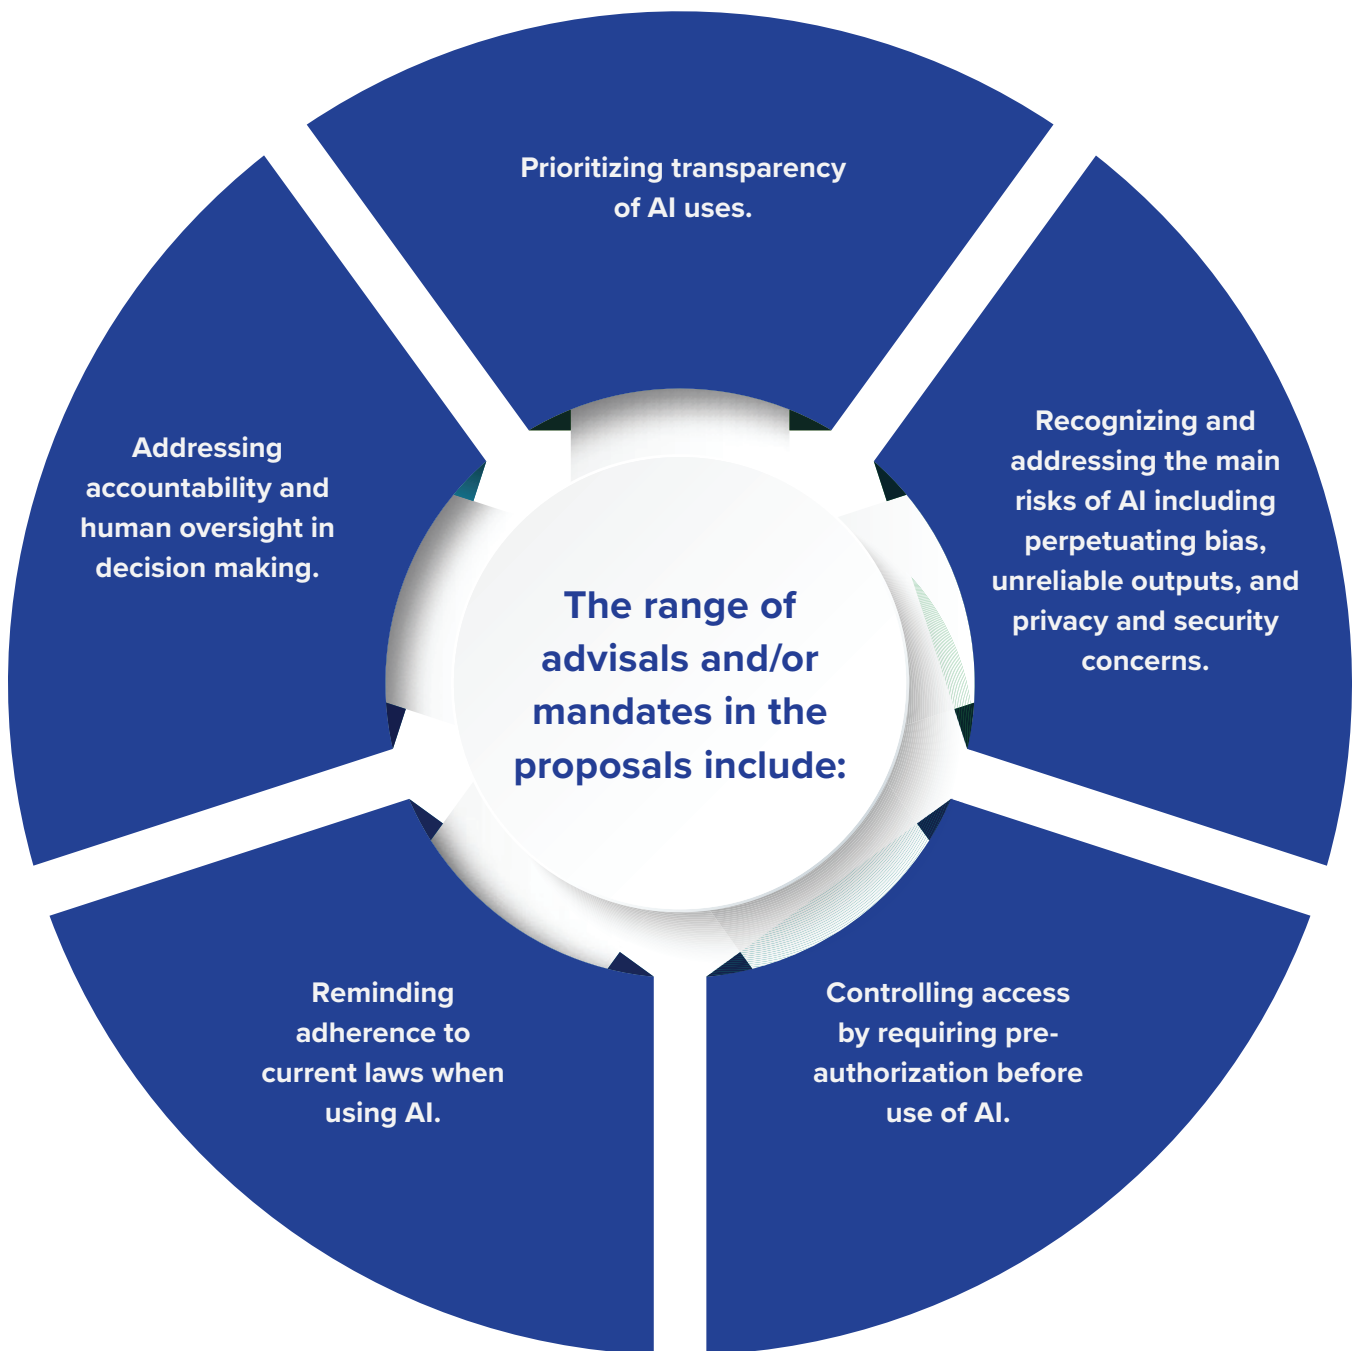 Prioritizing transparency
of AI uses.
Recognizing and
addressing the main
risks of AI including
perpetuating bias,
unreliable outputs, and
privacy and security
concerns.
Controlling access
by requiring pre-
authorization before
use of AI.
Reminding
adherence to
current laws when
using AI.
Addressing
accountability and
human oversight in
decision making.
The range of
advisals and/or
mandates in the
proposals include: